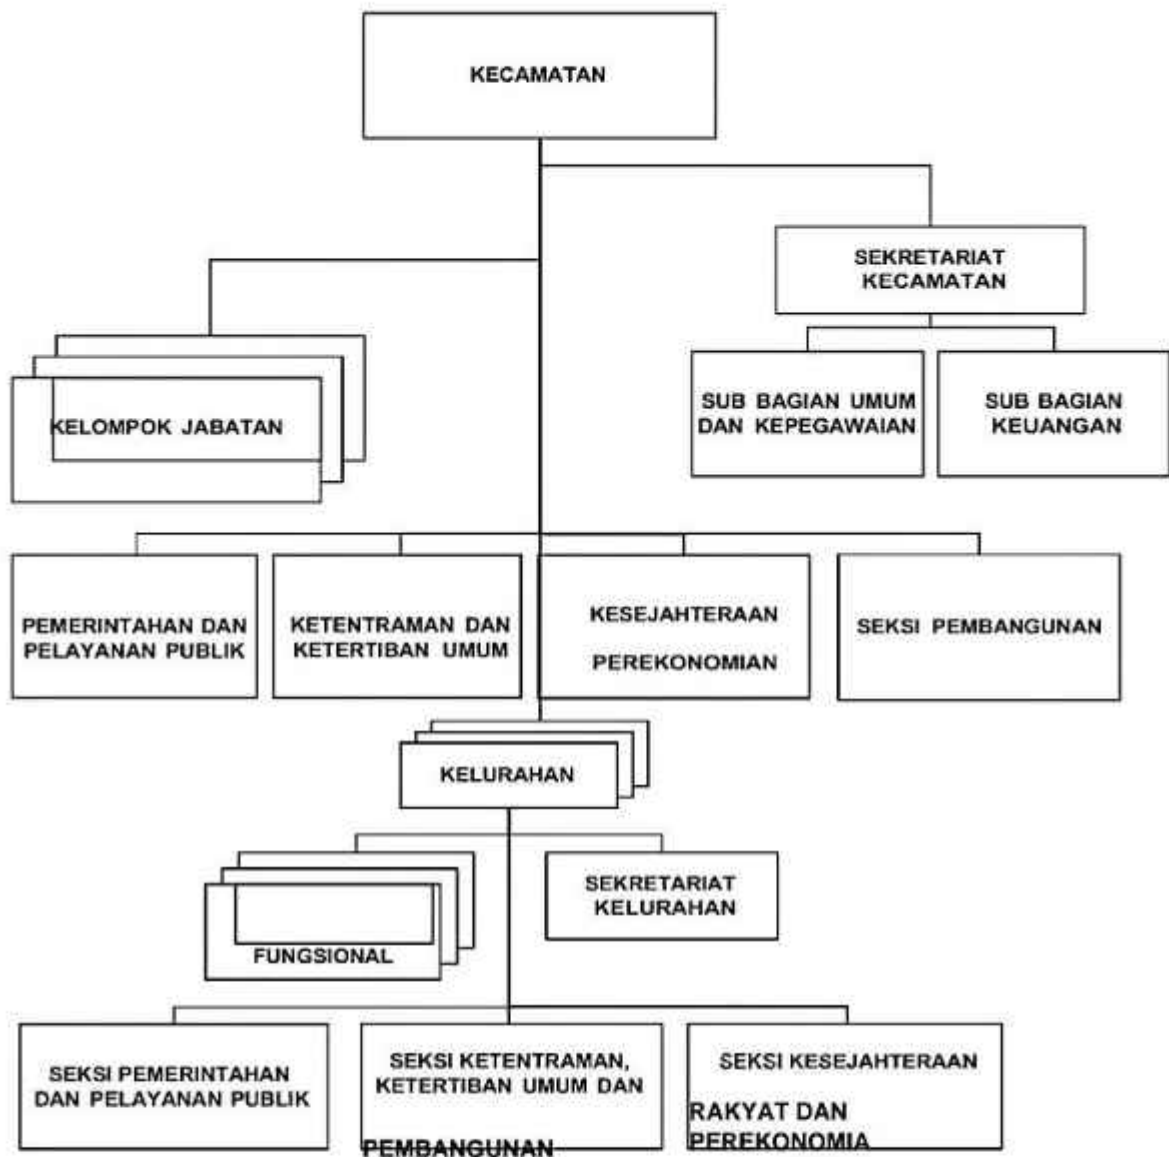 KECAMATAN
SEKRETARIAT
KECAMATAN
SUB BAGIAN UMUM
DAN KEPEGAWAIAN
SUB BAGIAN
KEUANGAN
KELOMPOK JABATAN
PEMERINTAHAN DAN
PELAYANAN PUBLIK
KETENTRAMAN DAN
KETERTIBAN UMUM
KESEJAHTERAAN
PEREKONOMIAN
SEKSI PEMBANGUNAN
KELURAHAN
FUNGSIONAL
SEKRETARIAT
KELURAHAN
SEKSI PEMERINTAHAN
DAN PELAYANAN PUBLIK
SEKSI KETENTRAMAN,
KETERTIBAN UMUM DAN
PEMBANGUNAN
SEKSI KESEJAHTERAAN
RAKYAT DAN
PEREKONOMIA